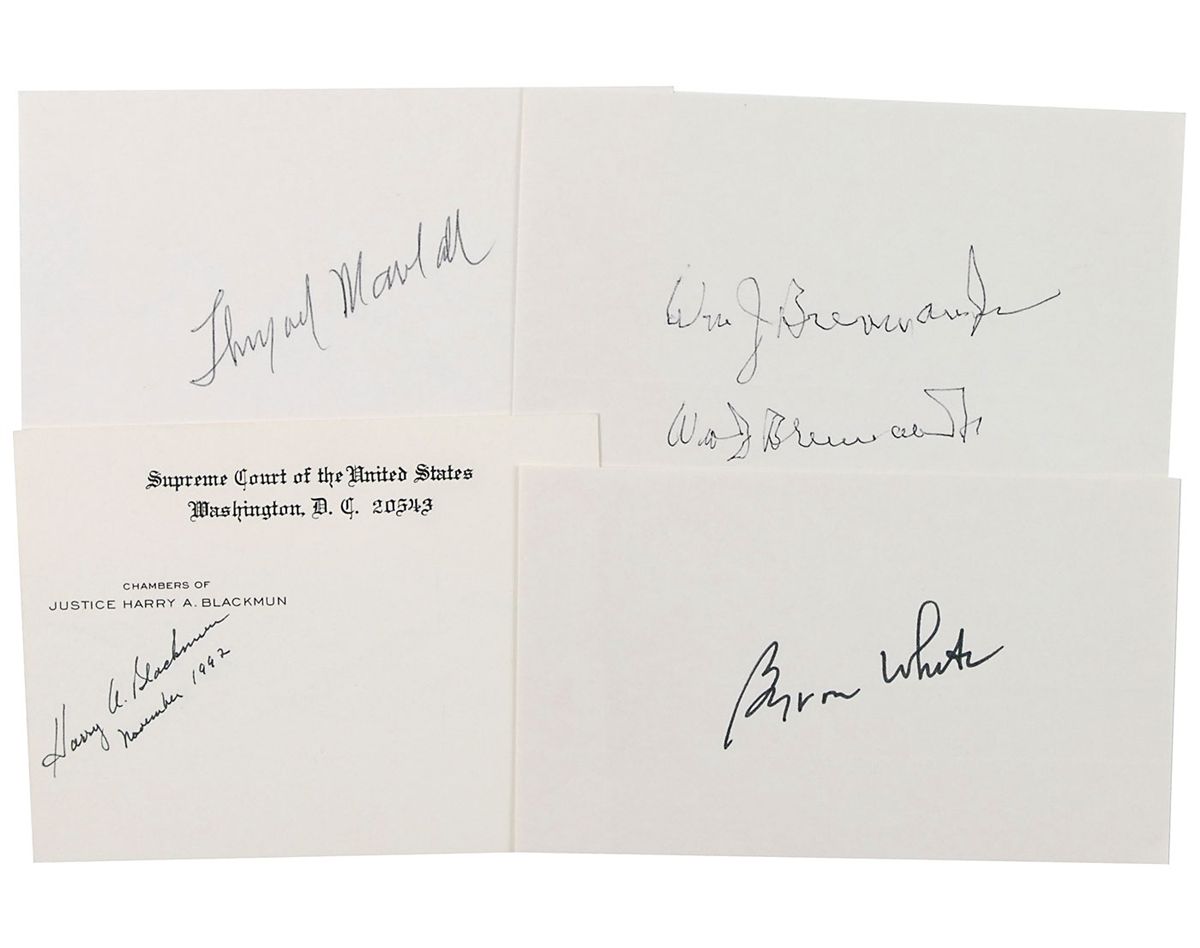 Thurgood Marshall
Wm J Brennan Jr
Wm J Brennan Jr
Supreme Court of the United States
Washington, D. C. 20543
CHAMBERS OF
JUSTICE HARRY A. BLACKMUN
Harry A. Blackmun
November 1992
Byron White